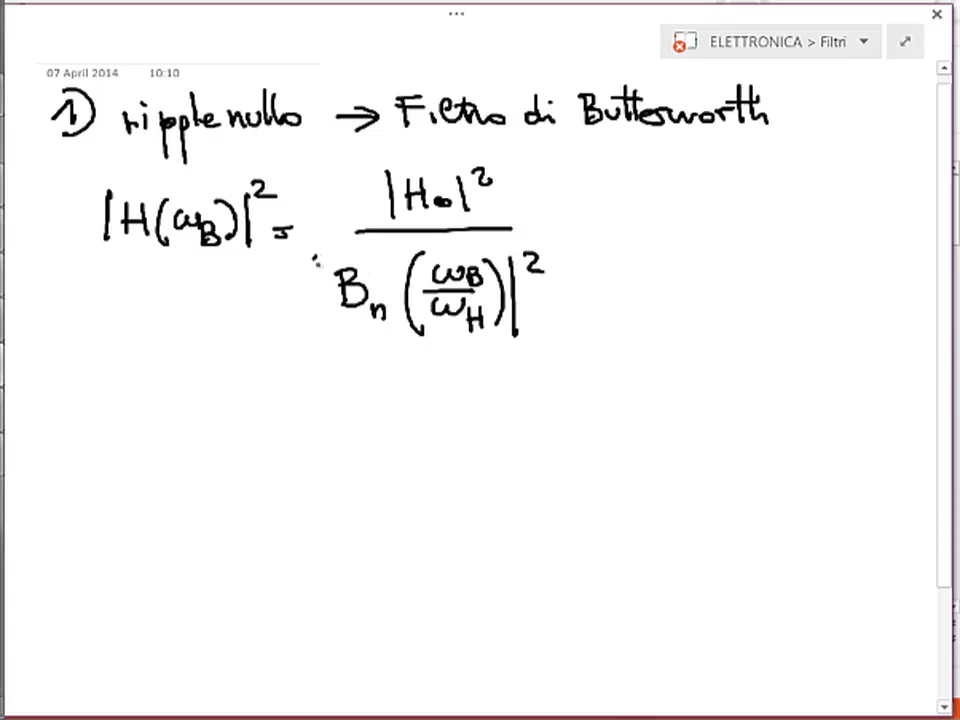 ...
ELETTRONICA > Filtri
07 April 2014 10:10
1) ripple nullo → Filtro di Butterworth
|H(ωB)|² = |H₀|²
Bn (ωB/ωH)|²